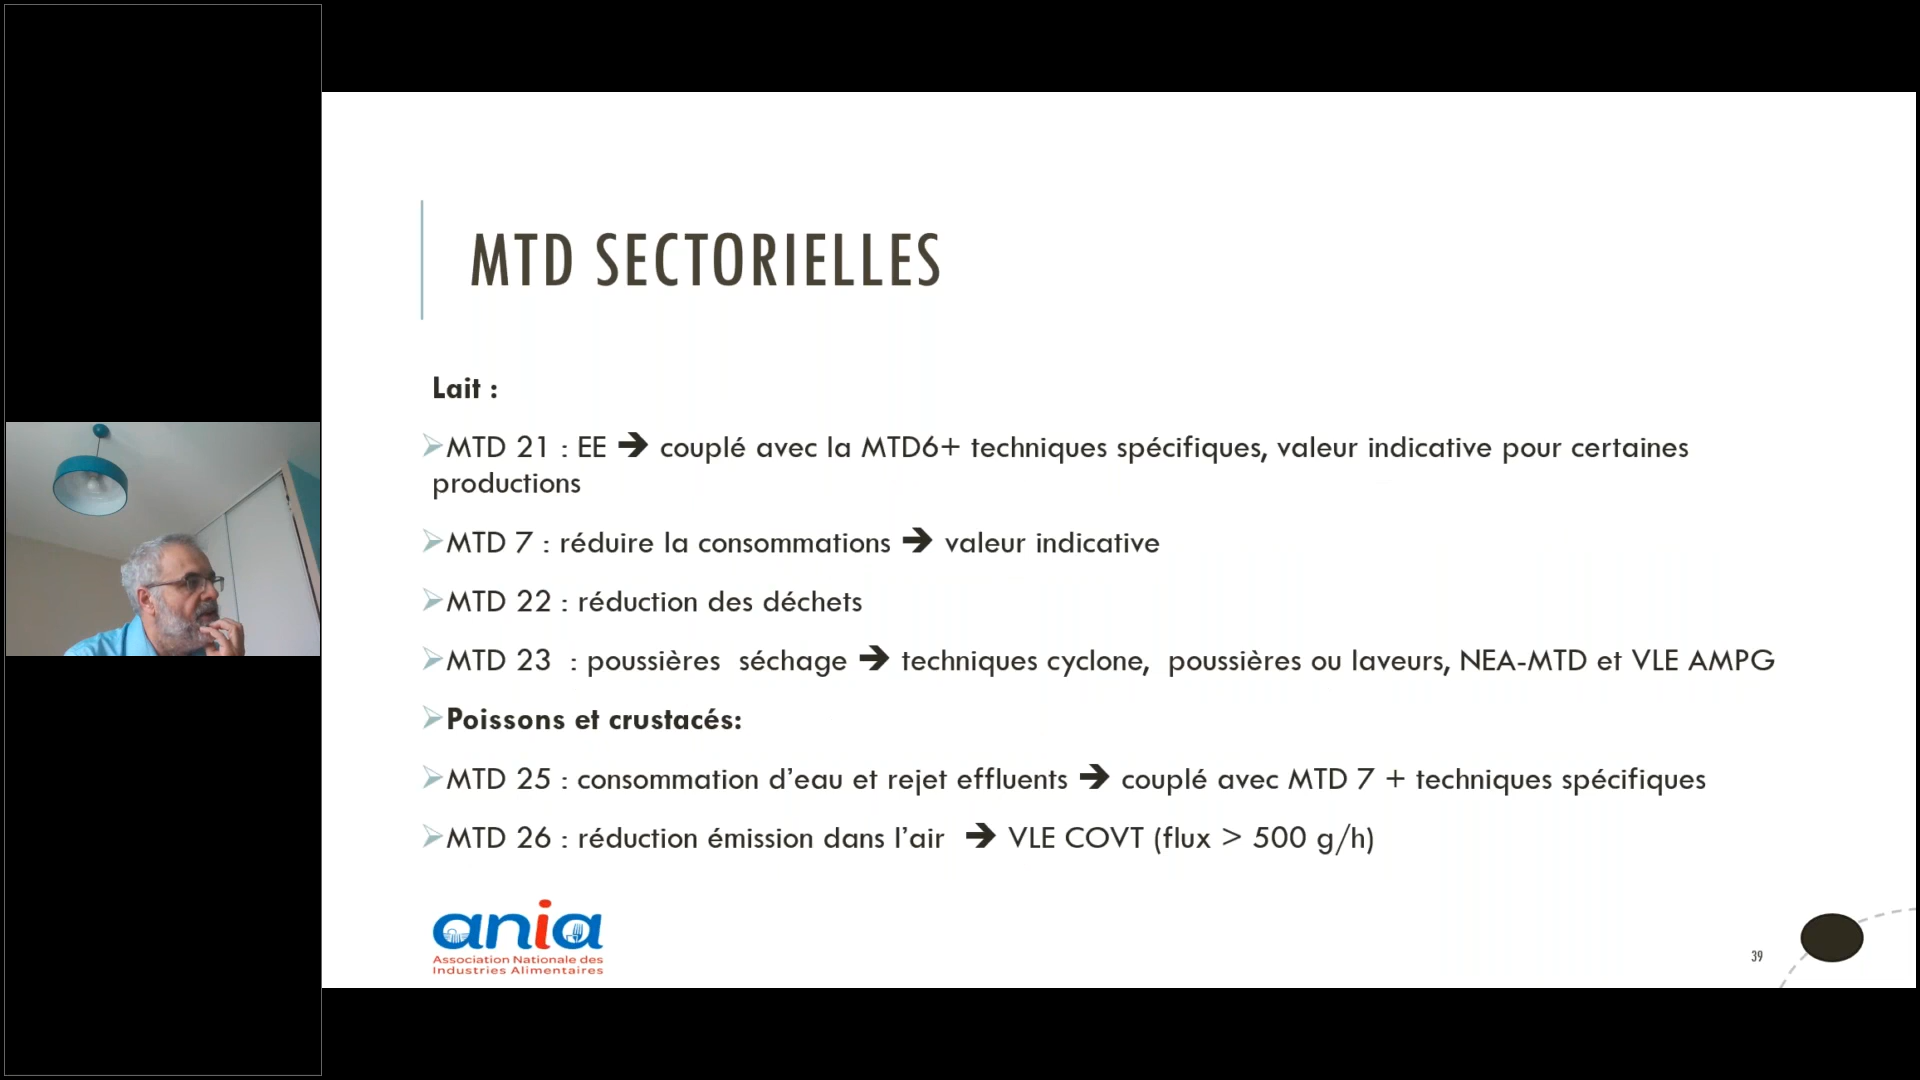 MTD SECTORIELLES
Lait :
MTD 21 : EE ➔ couplé avec la MTD6+ techniques spécifiques, valeur indicative pour certaines
productions
MTD 7 : réduire la consommations ➔ valeur indicative
MTD 22 : réduction des déchets
MTD 23  : poussières  séchage ➔ techniques cyclone,  poussières ou laveurs, NEA-MTD et VLE AMPG
Poissons et crustacés:
MTD 25 : consommation d’eau et rejet effluents ➔ couplé avec MTD 7 + techniques spécifiques
MTD 26 : réduction émission dans l’air  ➔ VLE COVT (flux > 500 g/h)
ania
Association Nationale des
Industries Alimentaires
39